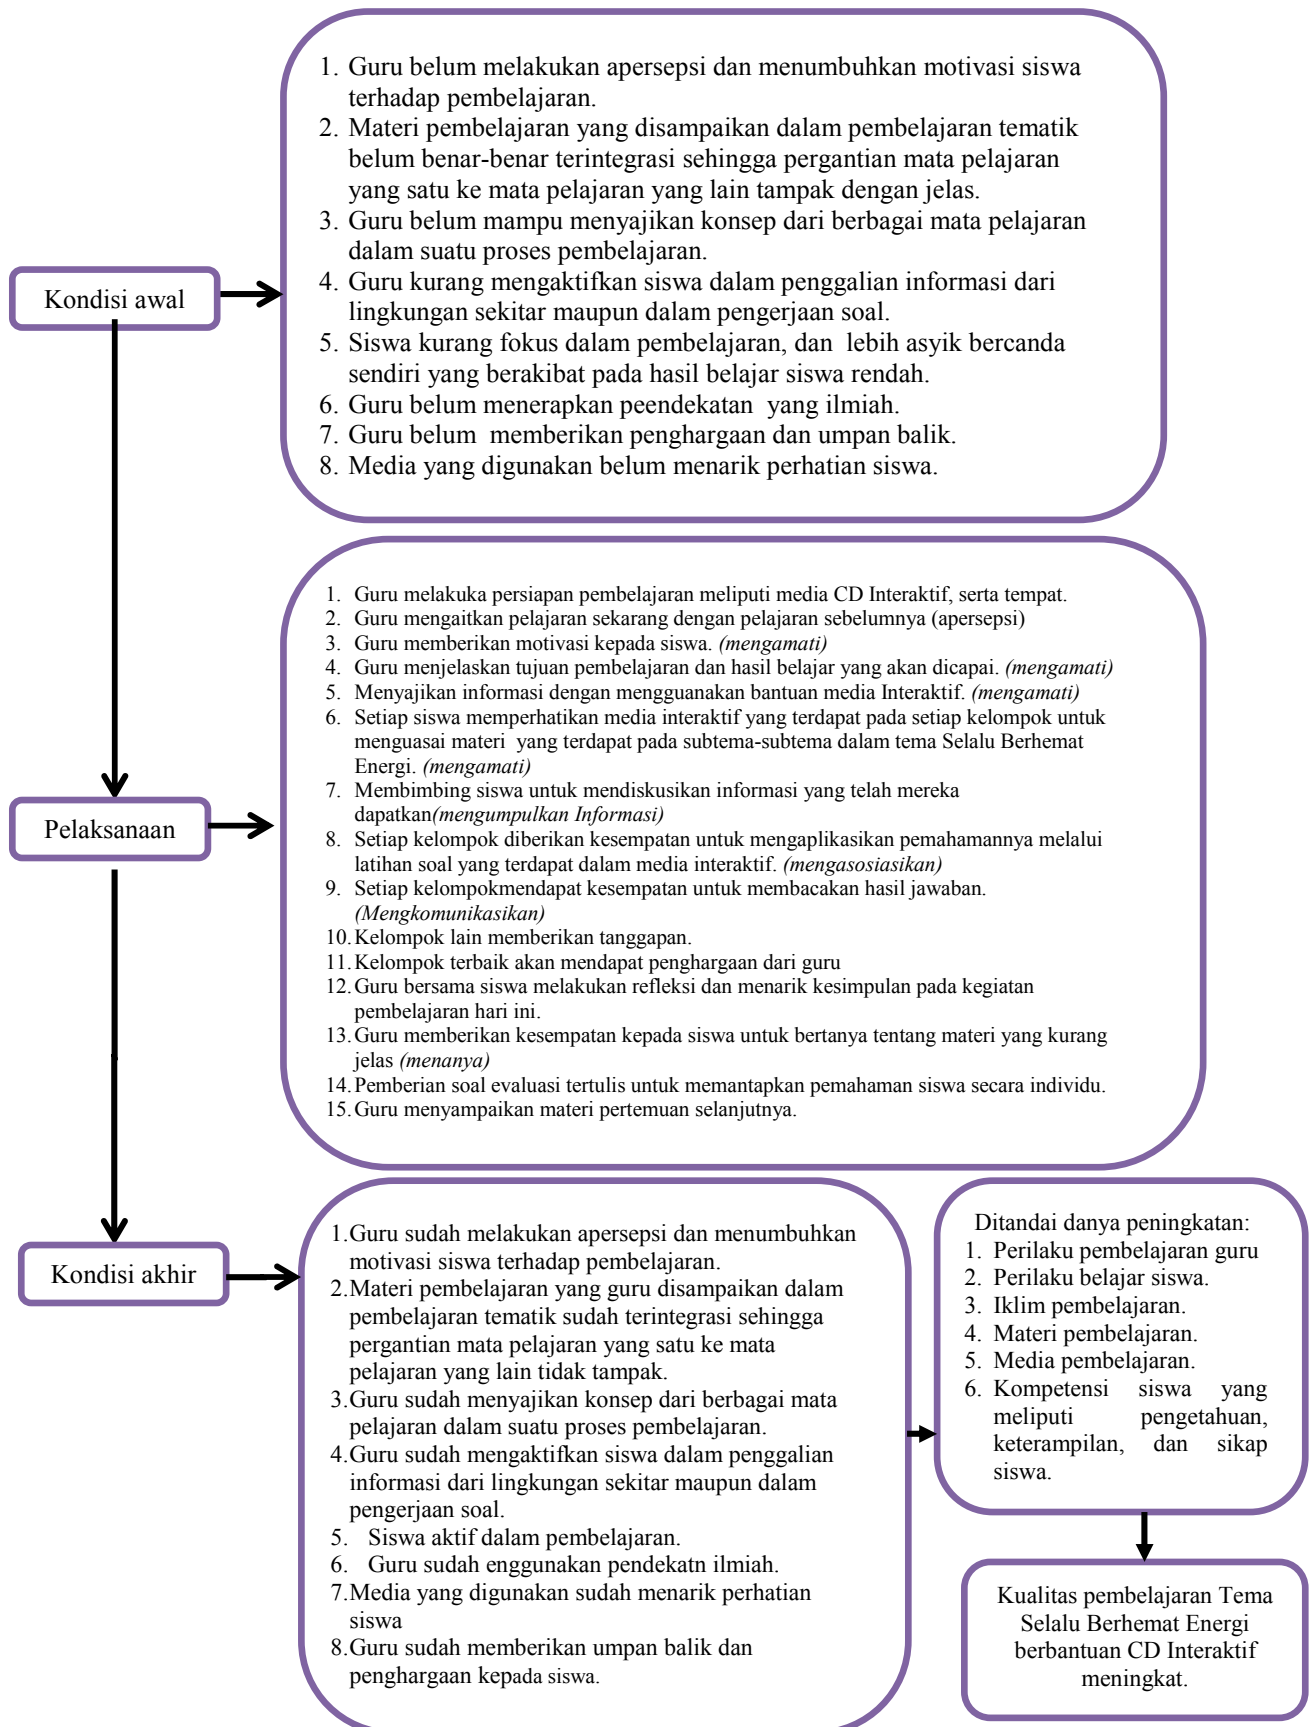 Kondisi awal
1. Guru belum melakukan apersepsi dan menumbuhkan motivasi siswa
terhadap pembelajaran.
2. Materi pembelajaran yang disampaikan dalam pembelajaran tematik
belum benar-benar terintegrasi sehingga pergantian mata pelajaran
yang satu ke mata pelajaran yang lain tampak dengan jelas.
3. Guru belum mampu menyajikan konsep dari berbagai mata pelajaran
dalam suatu proses pembelajaran.
4. Guru kurang mengaktifkan siswa dalam penggalian informasi dari
lingkungan sekitar maupun dalam pengerjaan soal.
5. Siswa kurang fokus dalam pembelajaran, dan lebih asyik bercanda
sendiri yang berakibat pada hasil belajar siswa rendah.
6. Guru belum menerapkan peendekatan yang ilmiah.
7. Guru belum memberikan penghargaan dan umpan balik.
8. Media yang digunakan belum menarik perhatian siswa.
Pelaksanaan
1. Guru melakuka persiapan pembelajaran meliputi media CD Interaktif, serta tempat.
2. Guru mengaitkan pelajaran sekarang dengan pelajaran sebelumnya (apersepsi)
3. Guru memberikan motivasi kepada siswa. (mengamati)
4. Guru menjelaskan tujuan pembelajaran dan hasil belajar yang akan dicapai. (mengamati)
5. Menyajikan informasi dengan mengguanakan bantuan media Interaktif. (mengamati)
6. Setiap siswa memperhatikan media interaktif yang terdapat pada setiap kelompok untuk
menguasai materi yang terdapat pada subtema-subtema dalam tema Selalu Berhemat
Energi. (mengamati)
7. Membimbing siswa untuk mendiskusikan informasi yang telah mereka
dapatkan(mengumpulkan Informasi)
8. Setiap kelompok diberikan kesempatan untuk mengaplikasikan pemahamannya melalui
latihan soal yang terdapat dalam media interaktif. (mengasosiasikan)
9. Setiap kelompokmendapat kesempatan untuk membacakan hasil jawaban.
(Mengkomunikasikan)
10. Kelompok lain memberikan tanggapan.
11. Kelompok terbaik akan mendapat penghargaan dari guru
12. Guru bersama siswa melakukan refleksi dan menarik kesimpulan pada kegiatan
pembelajaran hari ini.
13. Guru memberikan kesempatan kepada siswa untuk bertanya tentang materi yang kurang
jelas (menanya)
14. Pemberian soal evaluasi tertulis untuk memantapkan pemahaman siswa secara individu.
15. Guru menyampaikan materi pertemuan selanjutnya.
Kondisi akhir
1.Guru sudah melakukan apersepsi dan menumbuhkan
motivasi siswa terhadap pembelajaran.
2.Materi pembelajaran yang guru disampaikan dalam
pembelajaran tematik sudah terintegrasi sehingga
pergantian mata pelajaran yang satu ke mata
pelajaran yang lain tidak tampak.
3.Guru sudah menyajikan konsep dari berbagai mata
pelajaran dalam suatu proses pembelajaran.
4.Guru sudah mengaktifkan siswa dalam penggalian
informasi dari lingkungan sekitar maupun dalam
pengerjaan soal.
5. Siswa aktif dalam pembelajaran.
6. Guru sudah enggunakan pendekatn ilmiah.
7.Media yang digunakan sudah menarik perhatian
siswa
8.Guru sudah memberikan umpan balik dan
penghargaan kepada siswa.
Ditandai danya peningkatan:
1. Perilaku pembelajaran guru
2. Perilaku belajar siswa.
3. Iklim pembelajaran.
4. Materi pembelajaran.
5. Media pembelajaran.
6. Kompetensi siswa yang
meliputi pengetahuan,
keterampilan, dan sikap
siswa.
Kualitas pembelajaran Tema
Selalu Berhemat Energi
berbantuan CD Interaktif
meningkat.